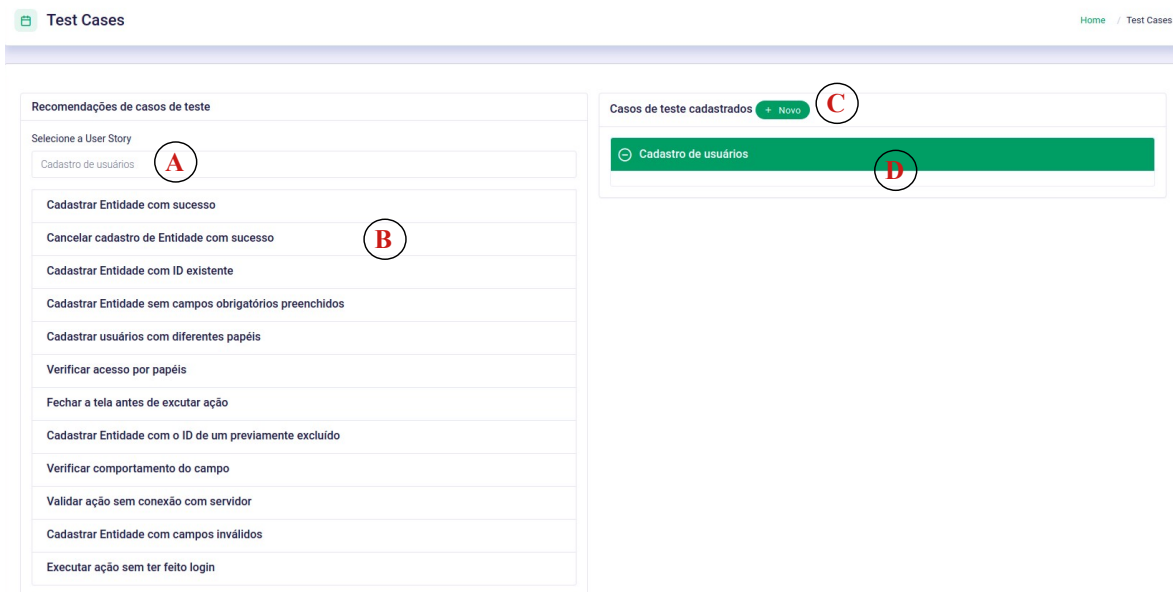 Test Cases
Home / Test Cases
Recomendações de casos de teste
Selecione a User Story
Cadastro de usuários
A
Cadastrar Entidade com sucesso
Cancelar cadastro de Entidade com sucesso
B
Cadastrar Entidade com ID existente
Cadastrar Entidade sem campos obrigatórios preenchidos
Cadastrar usuários com diferentes papéis
Verificar acesso por papéis
Fechar a tela antes de excutar ação
Cadastrar Entidade com o ID de um previamente excluído
Verificar comportamento do campo
Validar ação sem conexão com servidor
Cadastrar Entidade com campos inválidos
Executar ação sem ter feito login
Casos de teste cadastrados + Novo
C
Cadastro de usuários
D